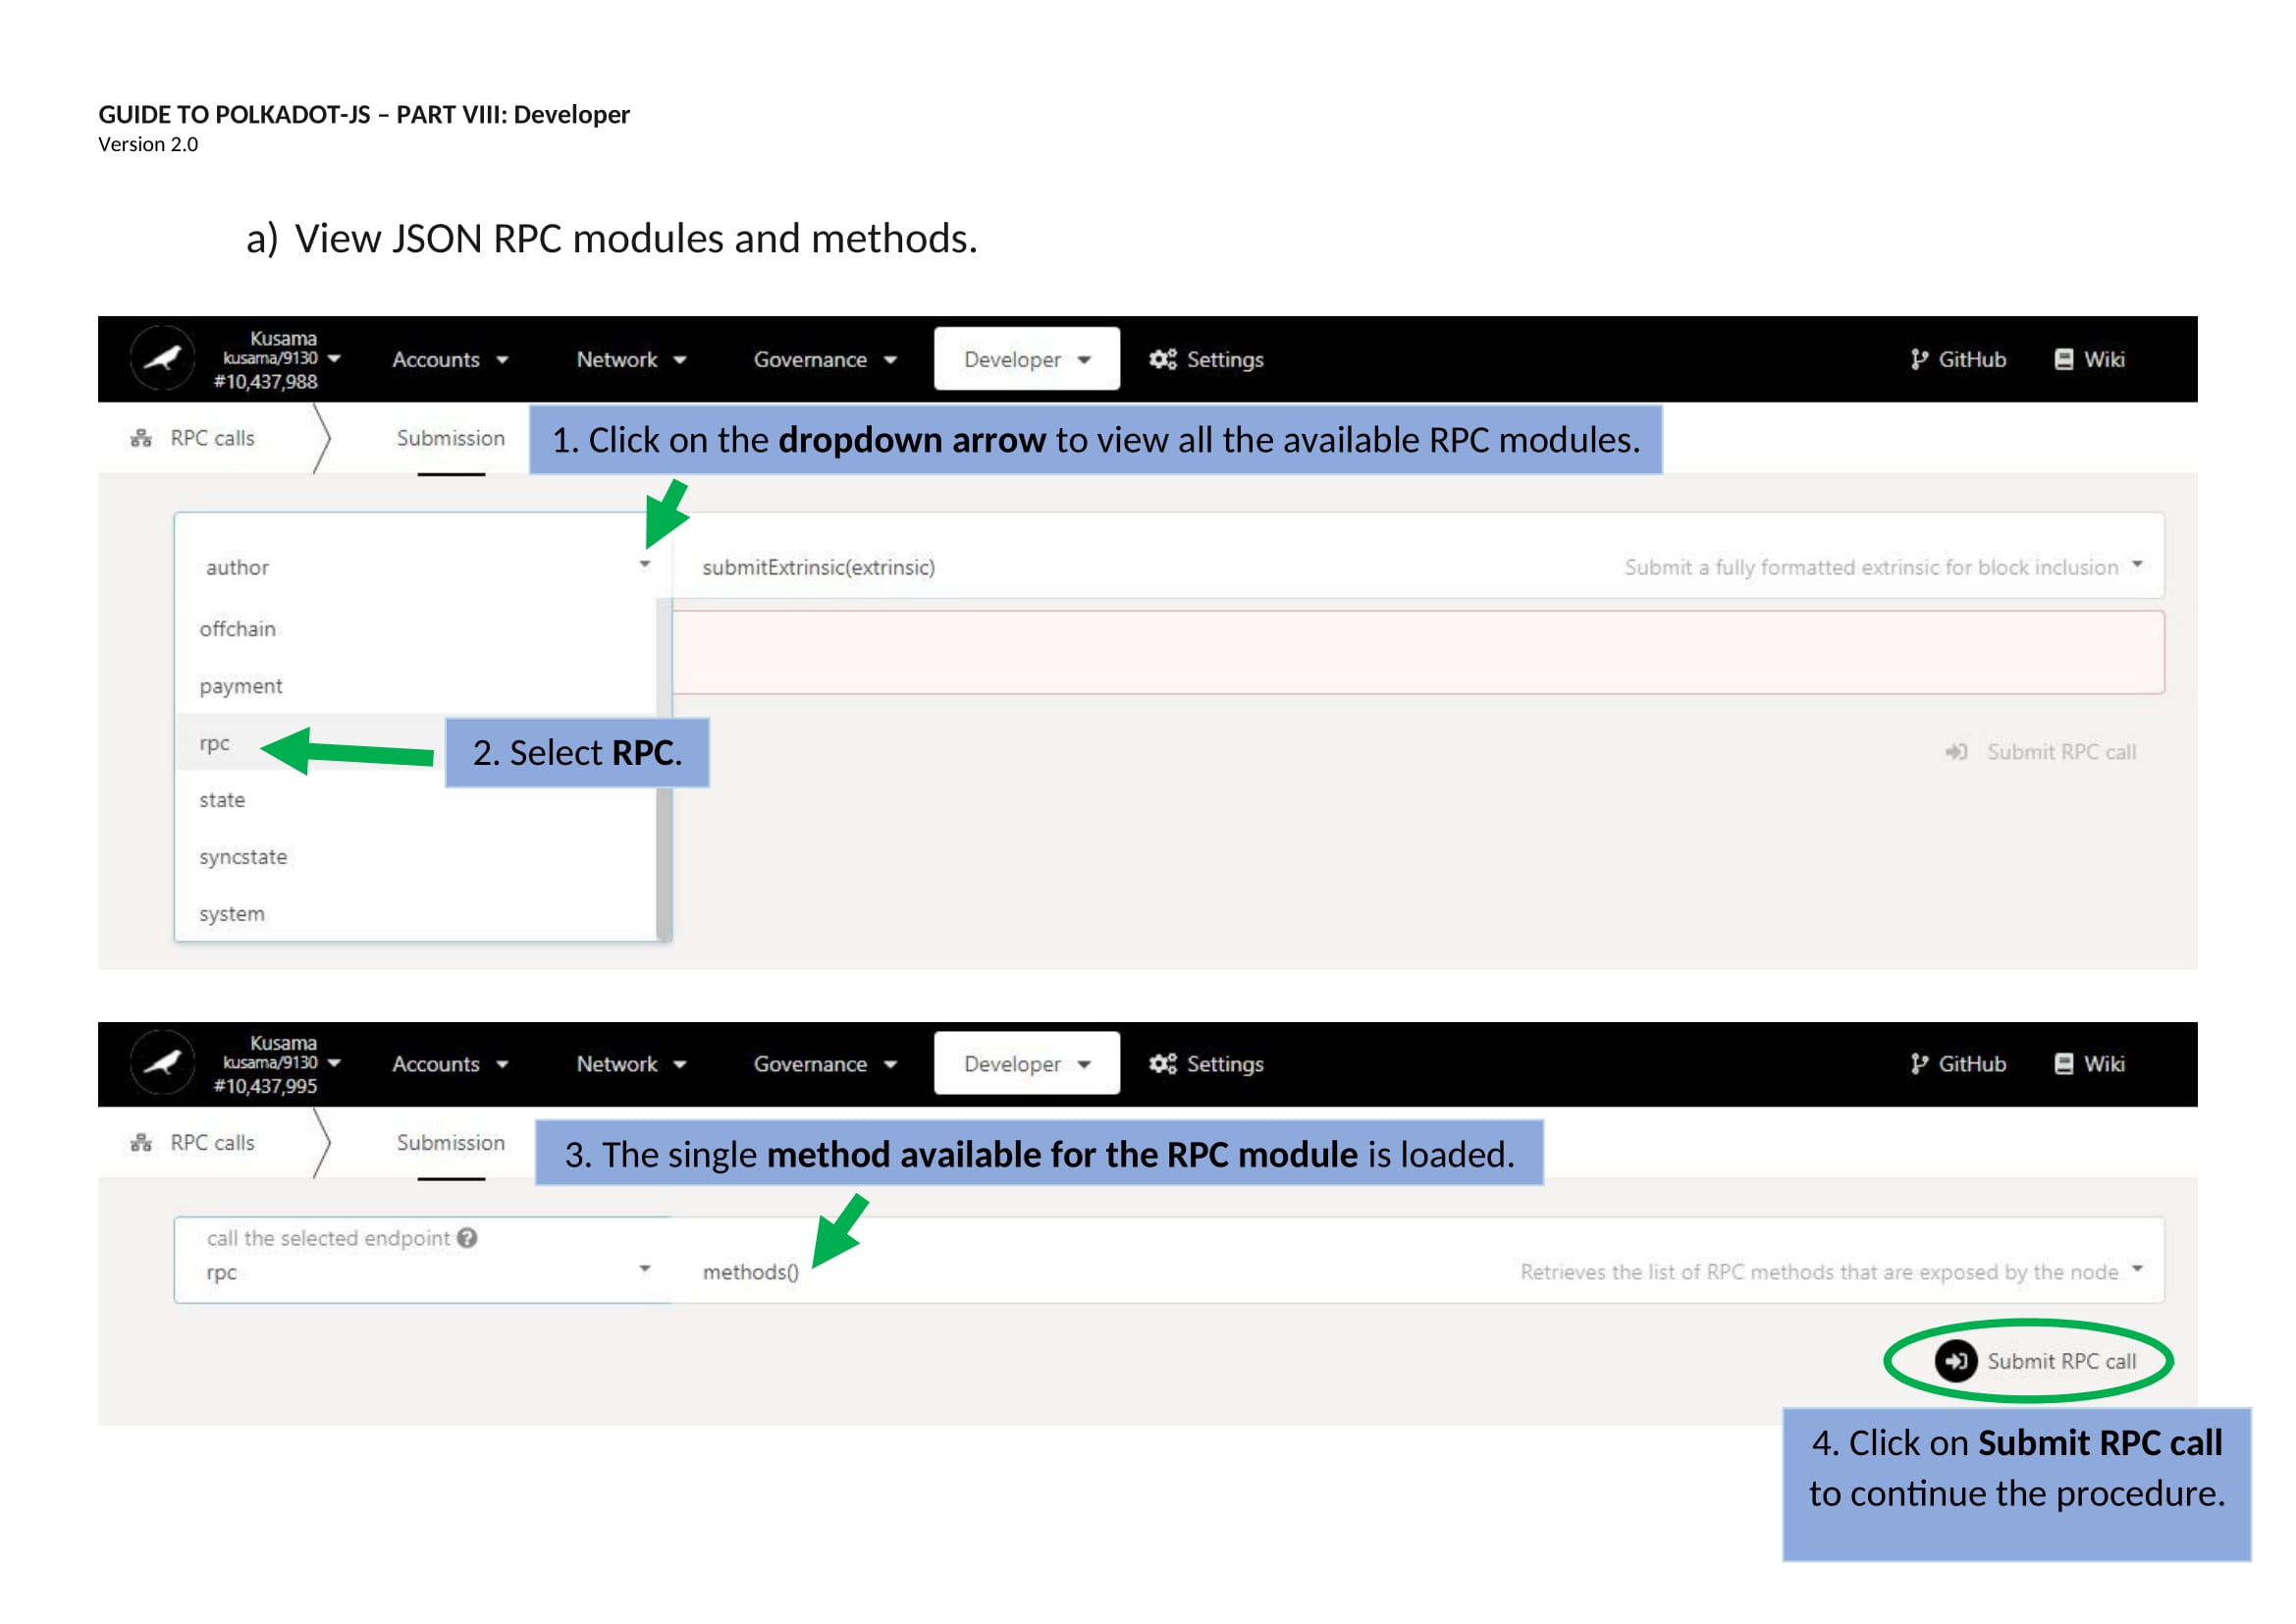 GUIDE TO POLKADOT-JS – PART VIII: Developer
Version 2.0
a) View JSON RPC modules and methods.
Kusama
kusama/9130
#10,437,988
Accounts
Network
Governance
Developer
Settings
GitHub
Wiki
RPC calls
Submission
1. Click on the dropdown arrow to view all the available RPC modules.
author
submitExtrinsic(extrinsic)
Submit a fully formatted extrinsic for block inclusion
offchain
payment
rpc
2. Select RPC.
Submit RPC call
state
syncstate
system
Kusama
kusama/9130
#10,437,995
Accounts
Network
Governance
Developer
Settings
GitHub
Wiki
RPC calls
Submission
3. The single method available for the RPC module is loaded.
call the selected endpoint
rpc
methods()
Retrieves the list of RPC methods that are exposed by the node
Submit RPC call
4. Click on Submit RPC call
to continue the procedure.